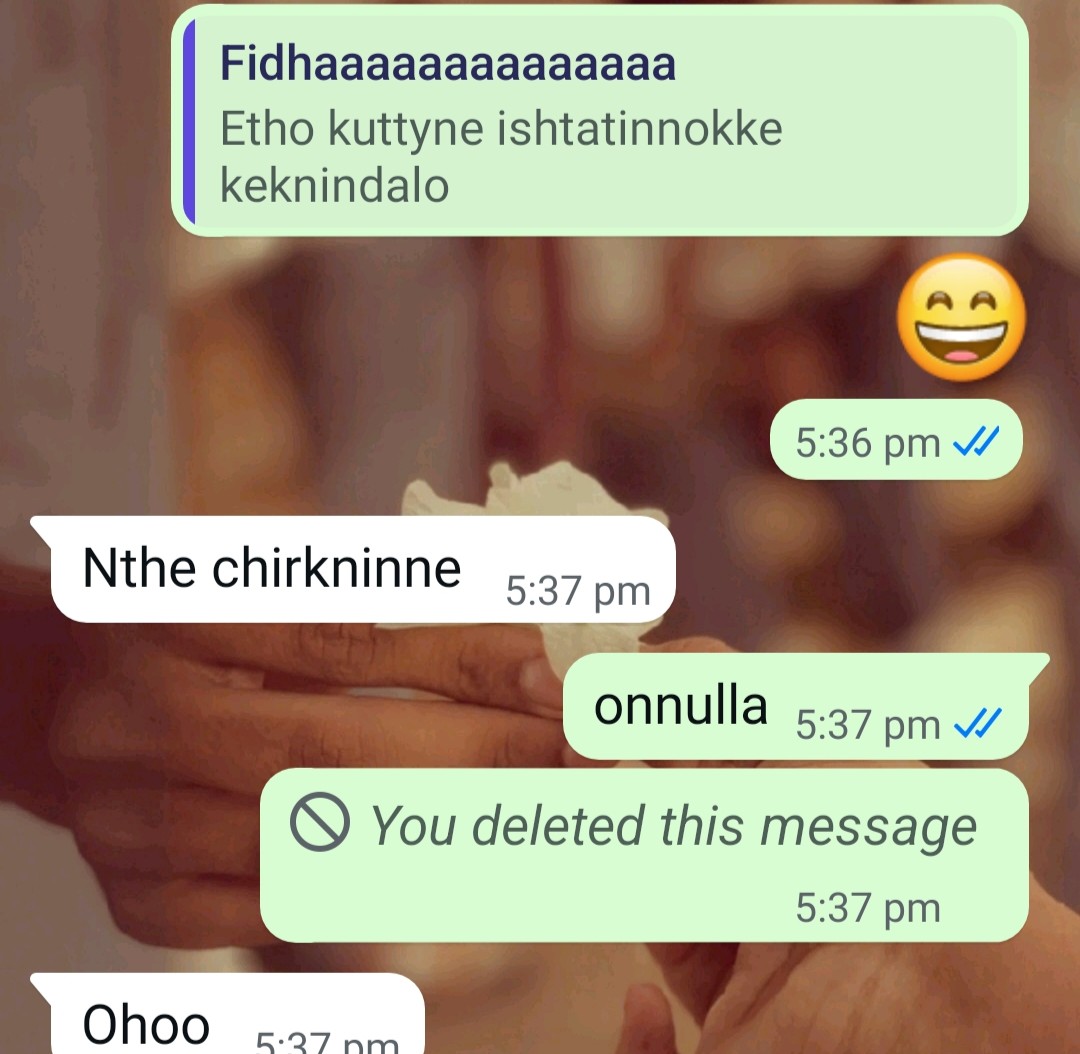 Fidhaaaaaaaaaaaaaa
Etho kuttyne ishtatinnokke
keknindalo
5:36 pm
Nthe chirkninne 5:37 pm
onnulla 5:37 pm
You deleted this message
5:37 pm
Ohoo 5:37 pm